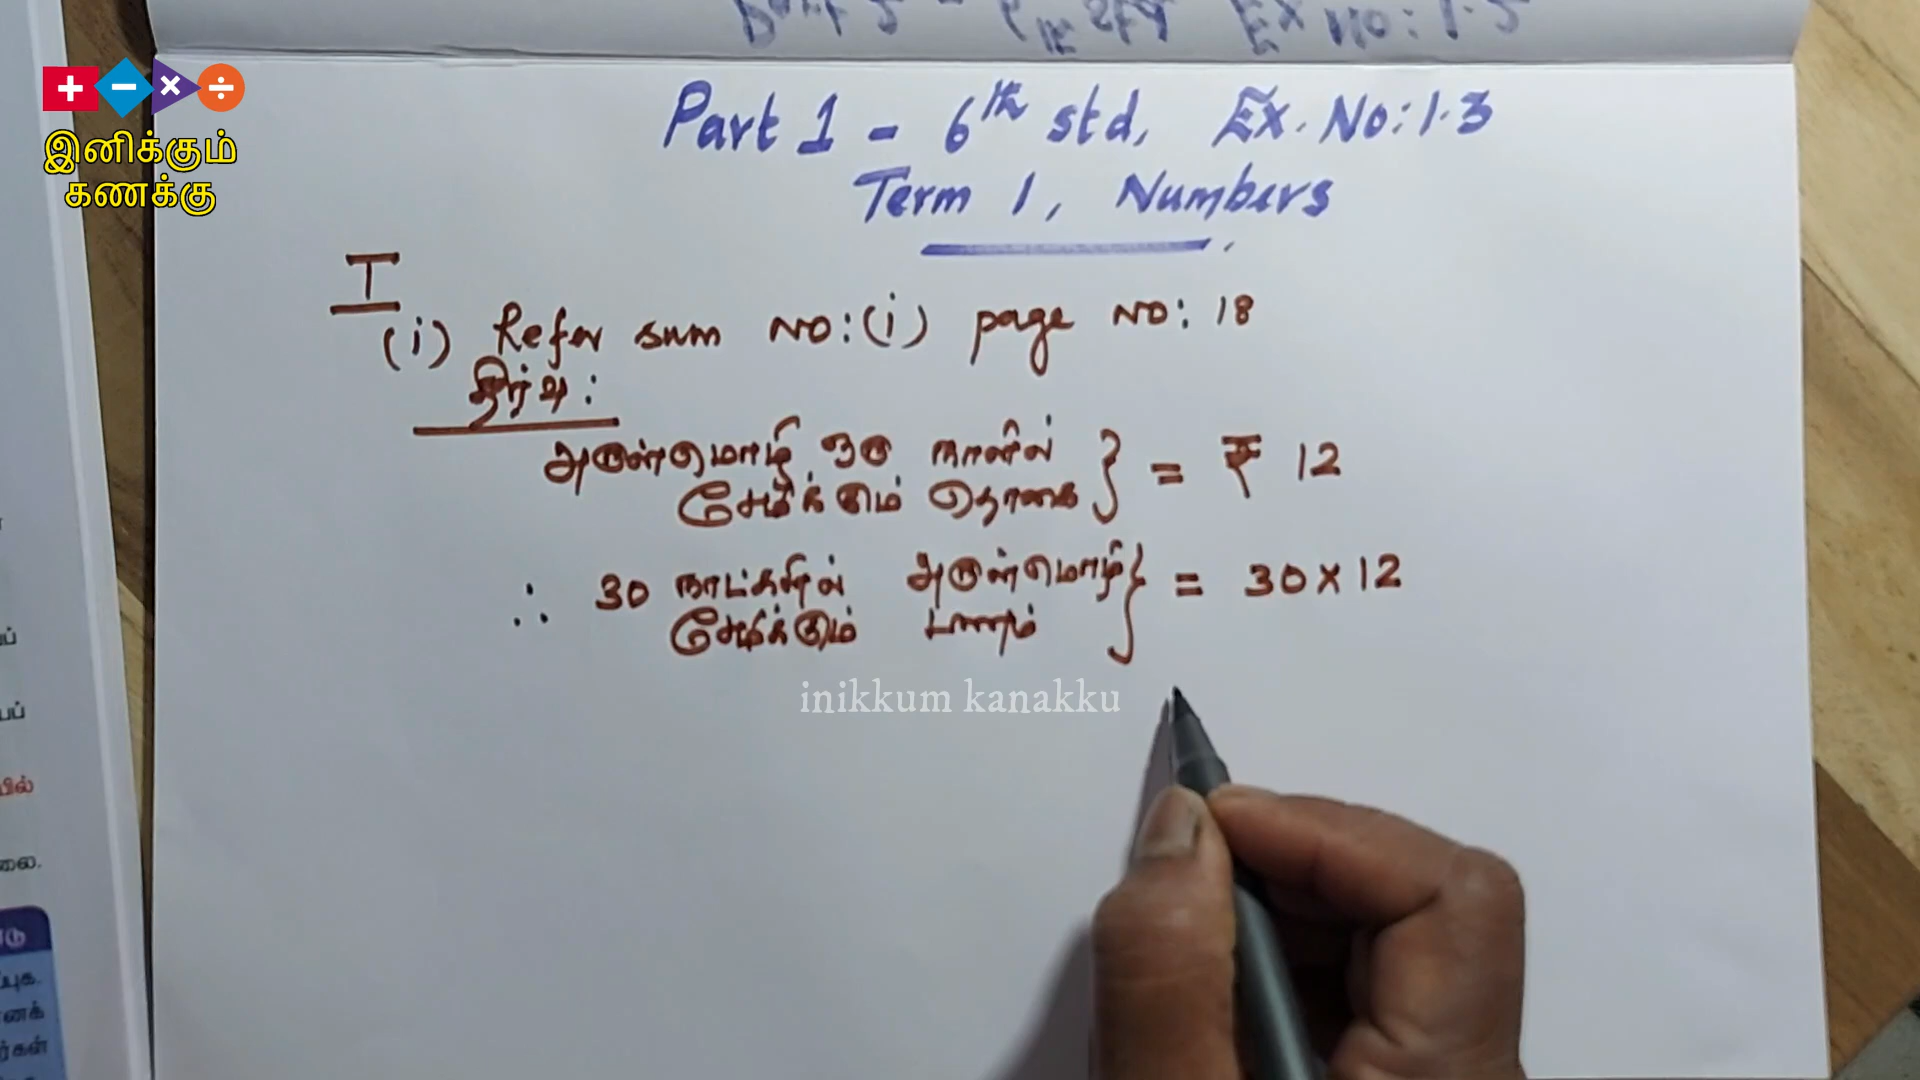 Part 1 - 6th std, Ex. No: 1.3
Term 1, Numbers
இனிக்கும்
கணக்கு
I
(i) Refer sum NO: (i) page NO: 18
தீர்வு:
அருள்மொழி ஒரு நாளில்
சேமிக்கும் தொகை } = ₹ 12
∴ 30 நாட்களில் அருள்மொழி
சேமிக்கும் பணம் } = 30 × 12
inikkum kanakku